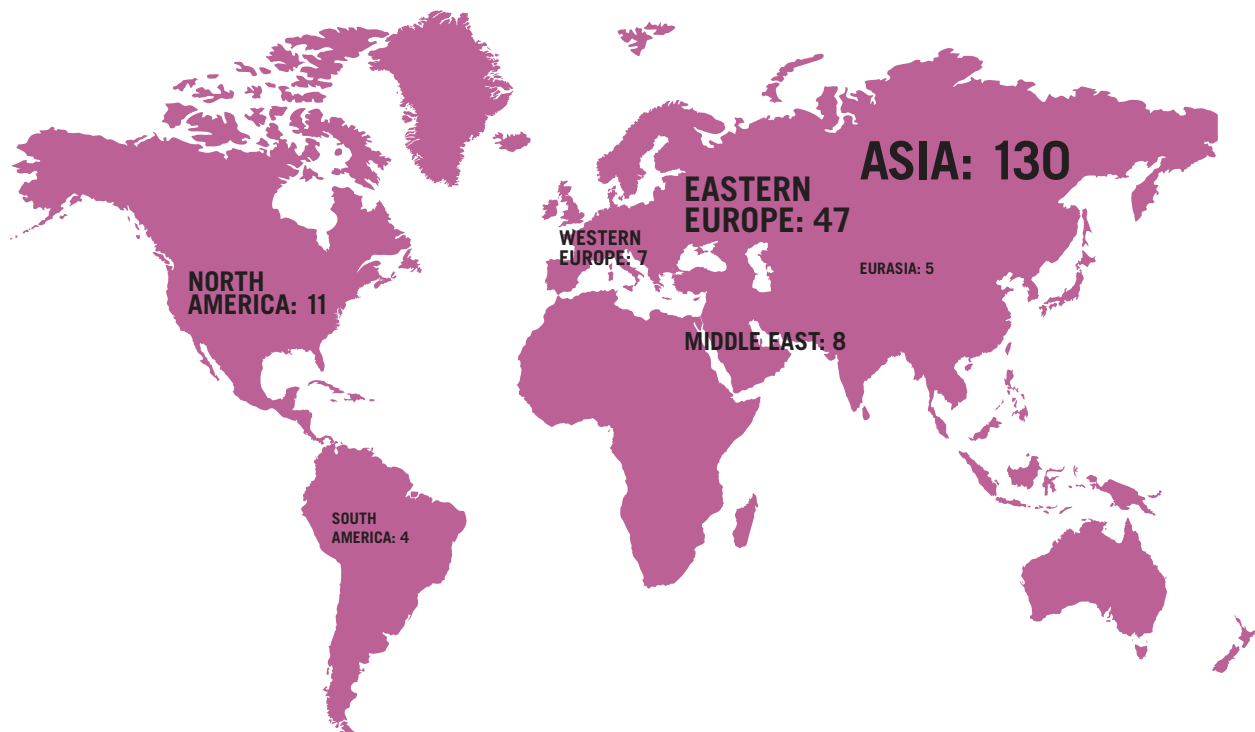 ASIA: 130
EASTERN
EUROPE: 47
WESTERN
EUROPE: 7
EURASIA: 5
NORTH
AMERICA: 11
MIDDLE EAST: 8
SOUTH
AMERICA: 4